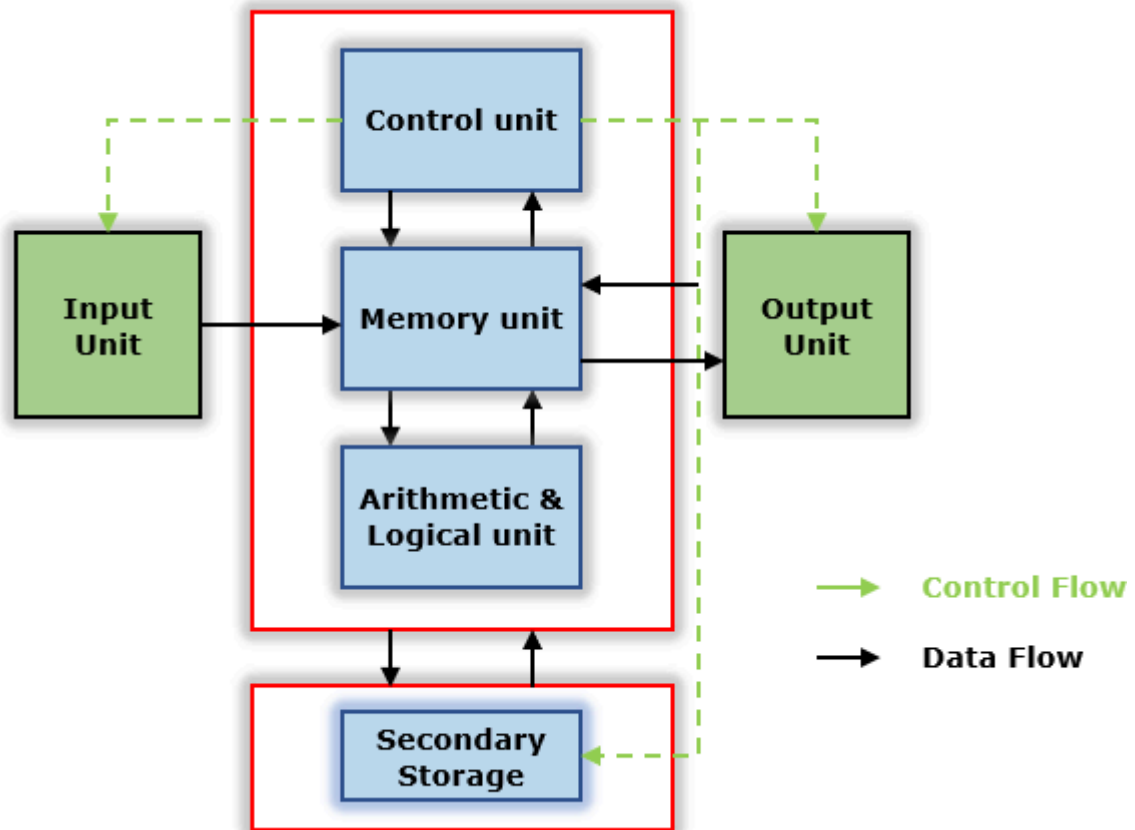 Control unit
Input
Unit
Memory unit
Output
Unit
Arithmetic &
Logical unit
Control Flow
Data Flow
Secondary
Storage